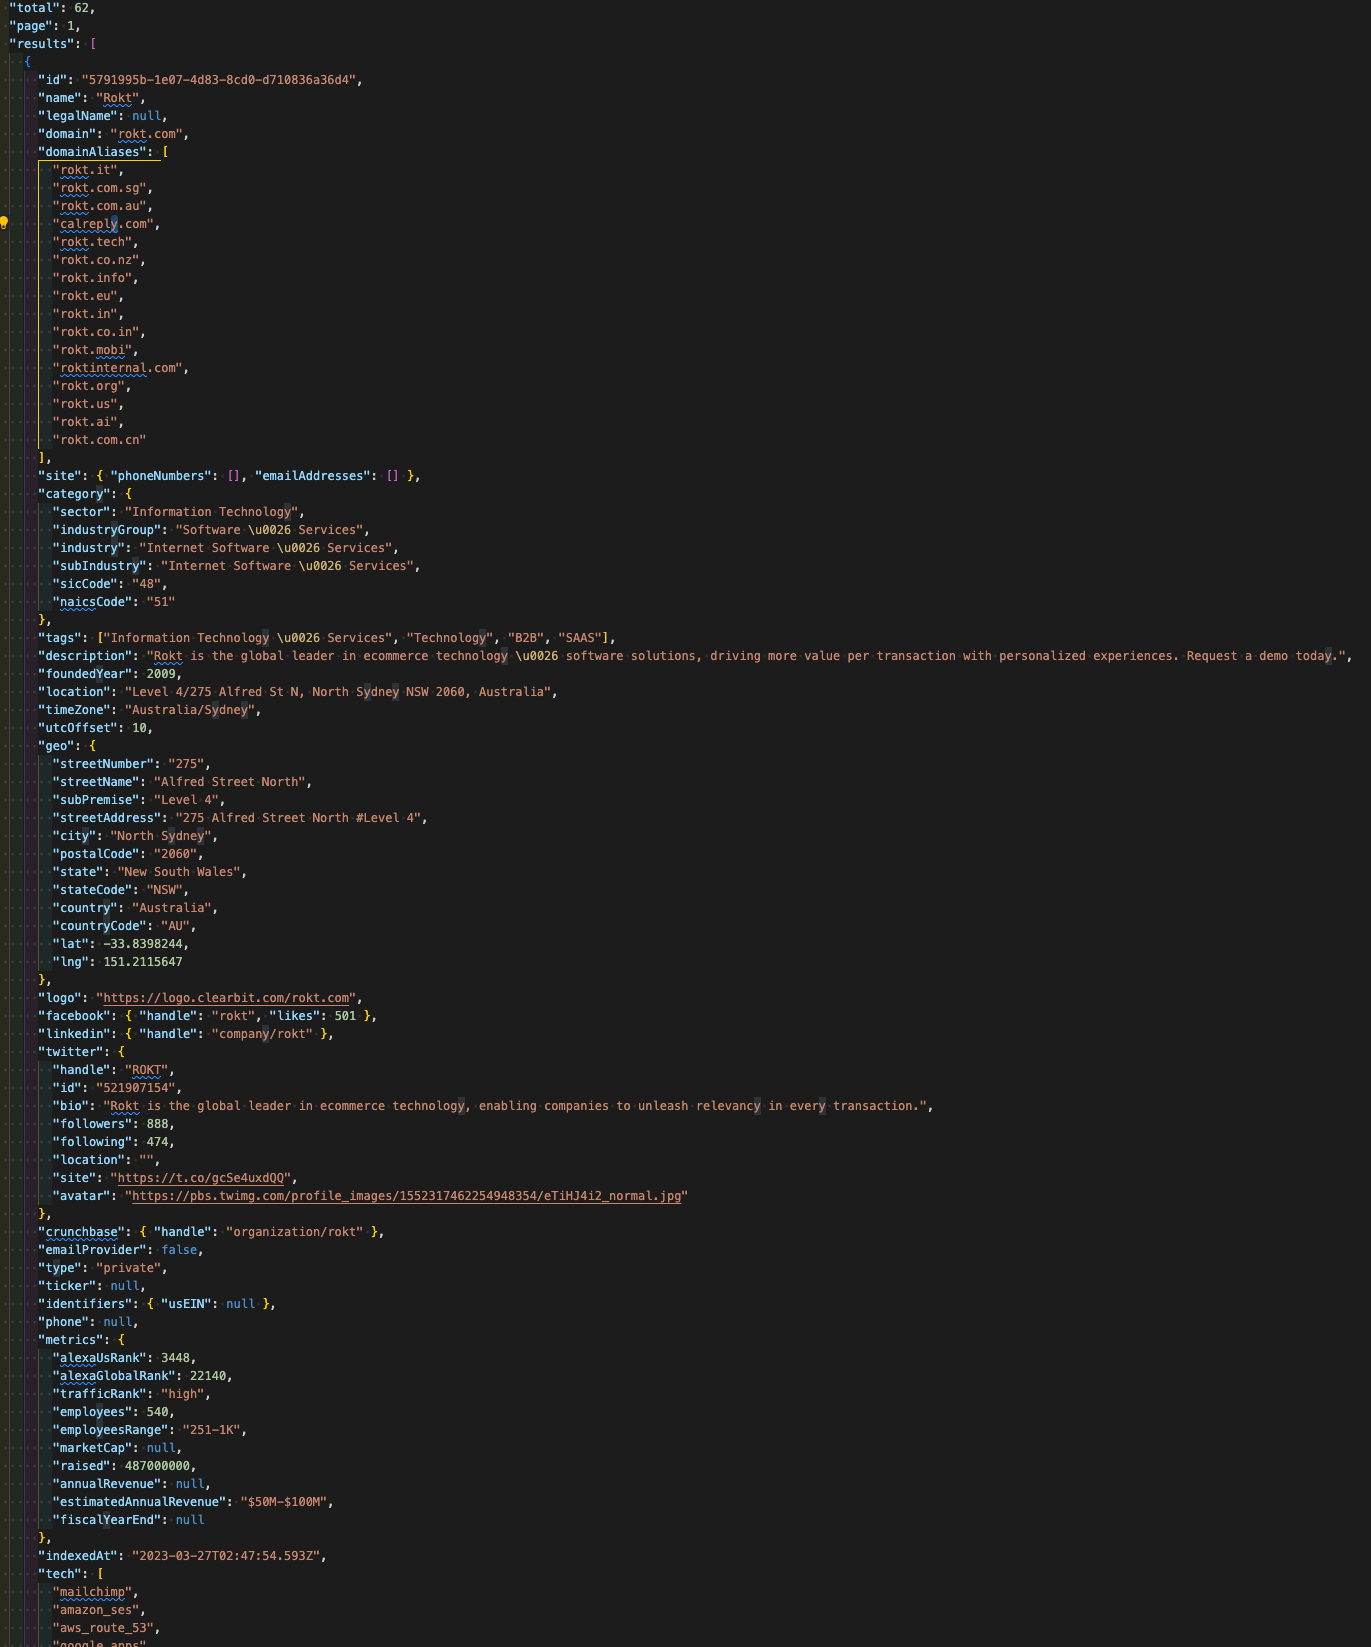 "total": 62,
"page": 1,
"results": [
{
"id": "5791995b-1e07-4d83-8cd0-d710836a36d4",
"name": "Rokt",
"legalName": null,
"domain": "rokt.com",
"domainAliases": [
"rokt.it",
"rokt.com.sg",
"rokt.com.au",
"calreply.com",
"rokt.tech",
"rokt.co.nz",
"rokt.info",
"rokt.eu",
"rokt.in",
"rokt.co.in",
"rokt.mobi",
"roktinternal.com",
"rokt.org",
"rokt.us",
"rokt.ai",
"rokt.com.cn"
],
"site": { "phoneNumbers": [], "emailAddresses": [] },
"category": {
"sector": "Information Technology",
"industryGroup": "Software \u0026 Services",
"industry": "Internet Software \u0026 Services",
"subIndustry": "Internet Software \u0026 Services",
"sicCode": "48",
"naicsCode": "51"
},
"tags": ["Information Technology \u0026 Services", "Technology", "B2B", "SAAS"],
"description": "Rokt is the global leader in ecommerce technology \u0026 software solutions, driving more value per transaction with personalized experiences. Request a demo today.",
"foundedYear": 2009,
"location": "Level 4/275 Alfred St N, North Sydney NSW 2060, Australia",
"timeZone": "Australia/Sydney",
"utcOffset": 10,
"geo": {
"streetNumber": "275",
"streetName": "Alfred Street North",
"subPremise": "Level 4",
"streetAddress": "275 Alfred Street North #Level 4",
"city": "North Sydney",
"postalCode": "2060",
"state": "New South Wales",
"stateCode": "NSW",
"country": "Australia",
"countryCode": "AU",
"lat": -33.8398244,
"lng": 151.2115647
},
"logo": "https://logo.clearbit.com/rokt.com",
"facebook": { "handle": "rokt", "likes": 501 },
"linkedin": { "handle": "company/rokt" },
"twitter": {
"handle": "ROKT",
"id": "521907154",
"bio": "Rokt is the global leader in ecommerce technology, enabling companies to unleash relevancy in every transaction.",
"followers": 888,
"following": 474,
"location": "",
"site": "https://t.co/gcSe4uxdQQ",
"avatar": "https://pbs.twimg.com/profile_images/1552317462254948354/eTiHJ4i2_normal.jpg"
},
"crunchbase": { "handle": "organization/rokt" },
"emailProvider": false,
"type": "private",
"ticker": null,
"identifiers": { "usEIN": null },
"phone": null,
"metrics": {
"alexaUsRank": 3448,
"alexaGlobalRank": 22140,
"trafficRank": "high",
"employees": 540,
"employeesRange": "251-1K",
"marketCap": null,
"raised": 487000000,
"annualRevenue": null,
"estimatedAnnualRevenue": "$50M-$100M",
"fiscalYearEnd": null
},
"indexedAt": "2023-03-27T02:47:54.593Z",
"tech": [
"mailchimp",
"amazon_ses",
"aws_route_53",
"google_apps"